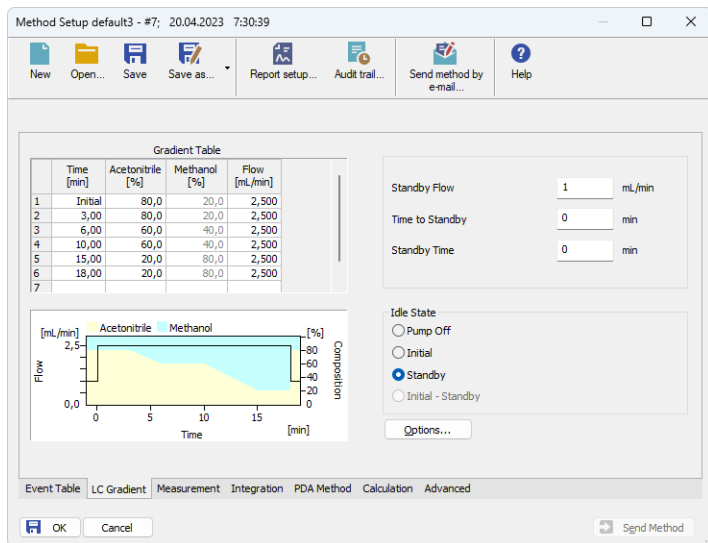 Method Setup default3 - #7; 20.04.2023 7:30:39
New Open... Save Save as... Report setup... Audit trail... Send method by e-mail... Help
Gradient Table
Time [min] Acetonitrile [%] Methanol [%] Flow [mL/min]
1 Initial 80,0 20,0 2,500
2 3,00 80,0 20,0 2,500
3 6,00 60,0 40,0 2,500
4 10,00 60,0 40,0 2,500
5 15,00 20,0 80,0 2,500
6 18,00 20,0 80,0 2,500
7
Standby Flow 1 mL/min
Time to Standby 0 min
Standby Time 0 min
[mL/min] Acetonitrile Methanol [%]
2,5
0,0
Flow
80
60
40
20
0
Composition
0 5 10 15 [min]
Time
Idle State
Pump Off
Initial
Standby
Initial - Standby
Options...
Event Table LC Gradient Measurement Integration PDA Method Calculation Advanced
OK Cancel Send Method